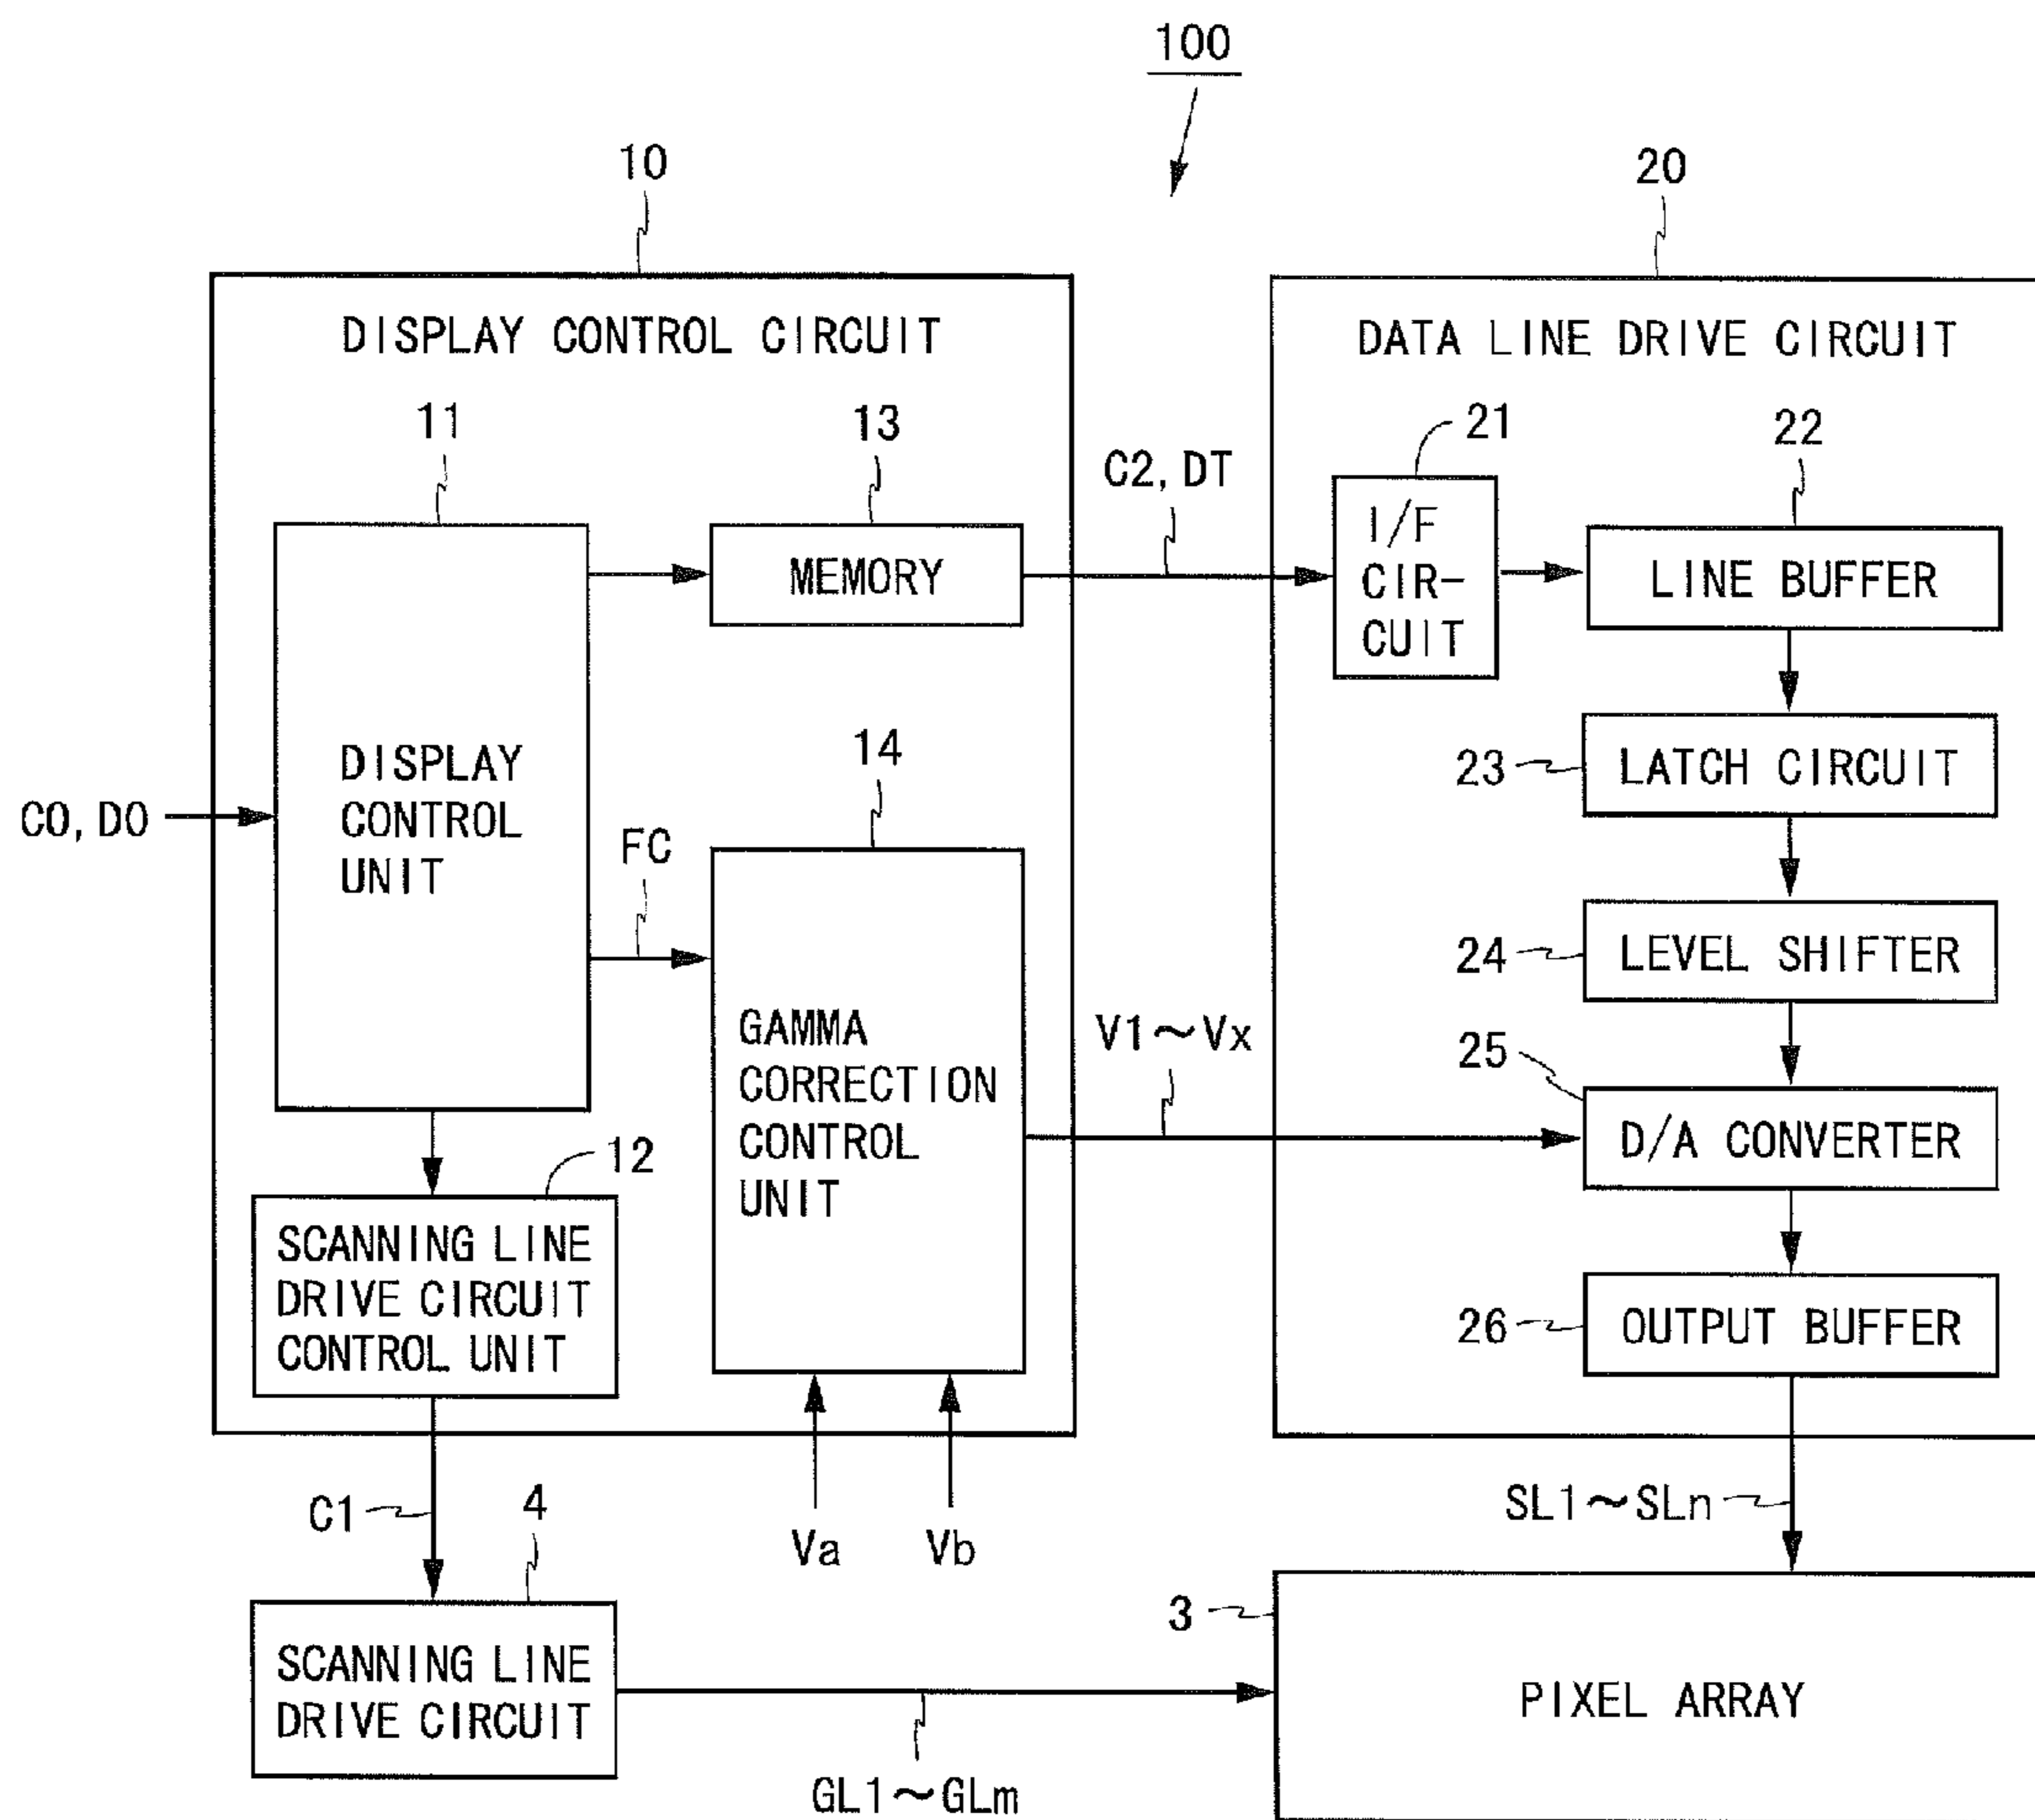 100
10
20
DISPLAY CONTROL CIRCUIT
DATA LINE DRIVE CIRCUIT
11
13
C2, DT
21
22
MEMORY
I/F
CIR-
CUIT
LINE BUFFER
DISPLAY
CONTROL
UNIT
C0, D0
FC
14
23
LATCH CIRCUIT
24
LEVEL SHIFTER
GAMMA
CORRECTION
CONTROL
UNIT
V1～Vx
25
D/A CONVERTER
12
SCANNING LINE
DRIVE CIRCUIT
CONTROL UNIT
26
OUTPUT BUFFER
C1
4
Va
Vb
SL1～SLn
3
SCANNING LINE
DRIVE CIRCUIT
PIXEL ARRAY
GL1～GLm